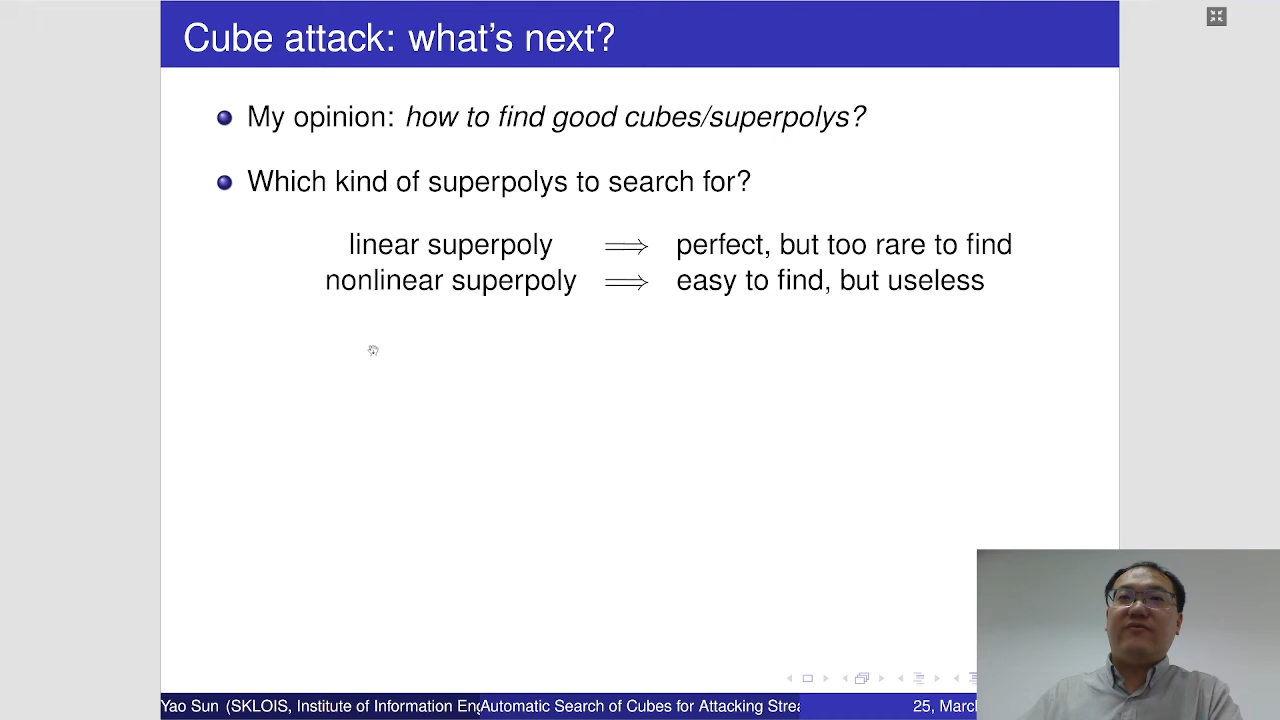 Cube attack: what's next?
My opinion: how to find good cubes/superpolys?
Which kind of superpolys to search for?
linear superpoly ⟹ perfect, but too rare to find
nonlinear superpoly ⟹ easy to find, but useless
Yao Sun (SKLOIS, Institute of Information Eng Automatic Search of Cubes for Attacking Strea 25, March